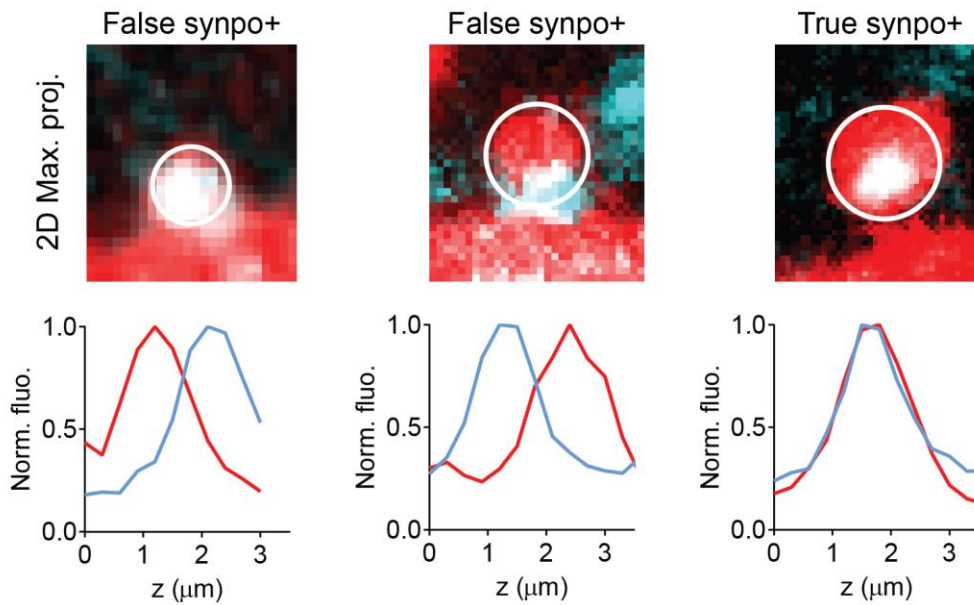 False synpo+ False synpo+ True synpo+
2D Max. proj.
Norm. fluo. 1.0 0.5 0.0
0 1 2 3
z (μm)
Norm. fluo. 1.0 0.5 0.0
0 1 2 3
z (μm)
Norm. fluo. 1.0 0.5 0.0
0 1 2 3
z (μm)